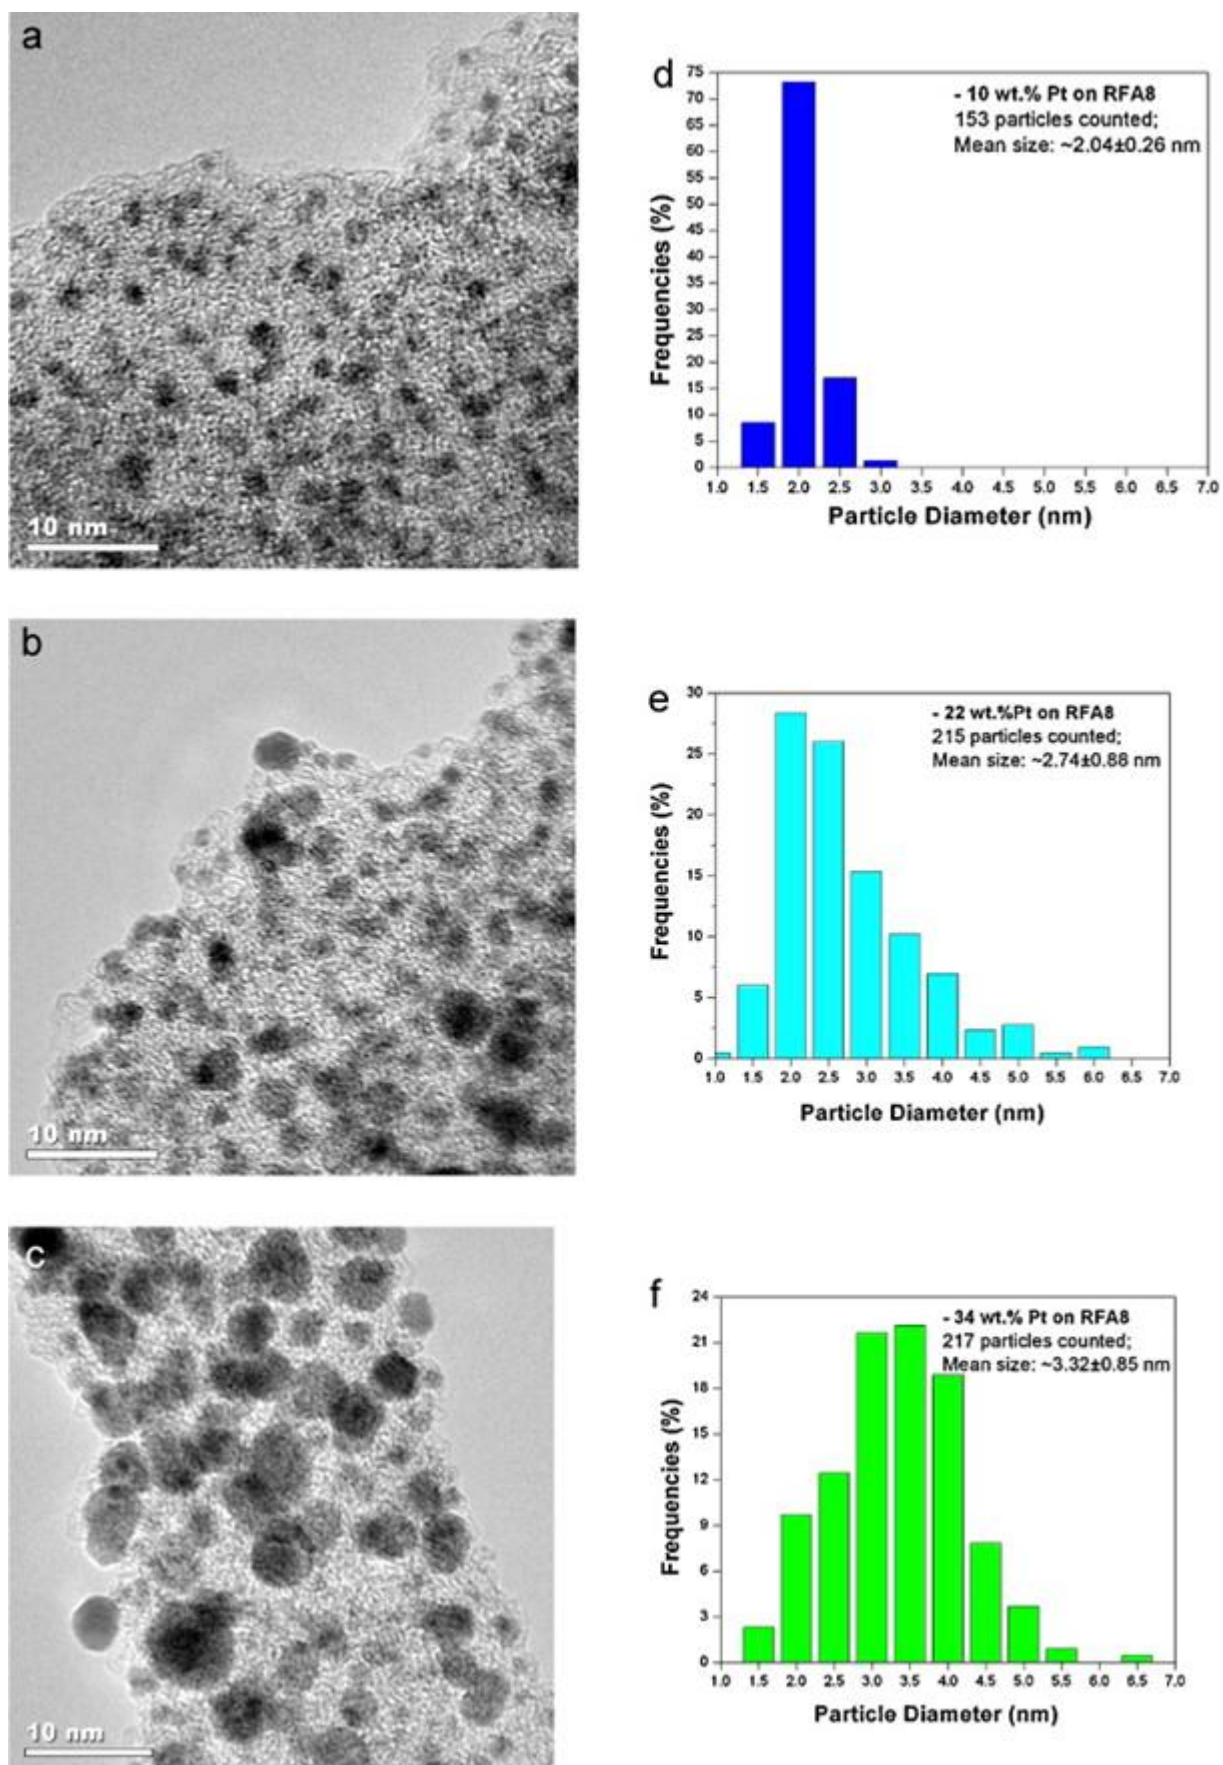 a
10 nm
d
- 10 wt.% Pt on RFA8
153 particles counted;
Mean size: ~2.04±0.26 nm
Frequencies (%)
75
70
65
60
55
50
45
40
35
30
25
20
15
10
5
0
1.0 1.5 2.0 2.5 3.0 3.5 4.0 4.5 5.0 5.5 6.0 6.5 7.0
Particle Diameter (nm)
b
10 nm
e
- 22 wt.%Pt on RFA8
215 particles counted;
Mean size: ~2.74±0.88 nm
Frequencies (%)
30
25
20
15
10
5
0
1.0 1.5 2.0 2.5 3.0 3.5 4.0 4.5 5.0 5.5 6.0 6.5 7.0
Particle Diameter (nm)
c
10 nm
f
- 34 wt.% Pt on RFA8
217 particles counted;
Mean size: ~3.32±0.85 nm
Frequencies (%)
24
21
18
15
12
9
6
3
0
1.0 1.5 2.0 2.5 3.0 3.5 4.0 4.5 5.0 5.5 6.0 6.5 7.0
Particle Diameter (nm)